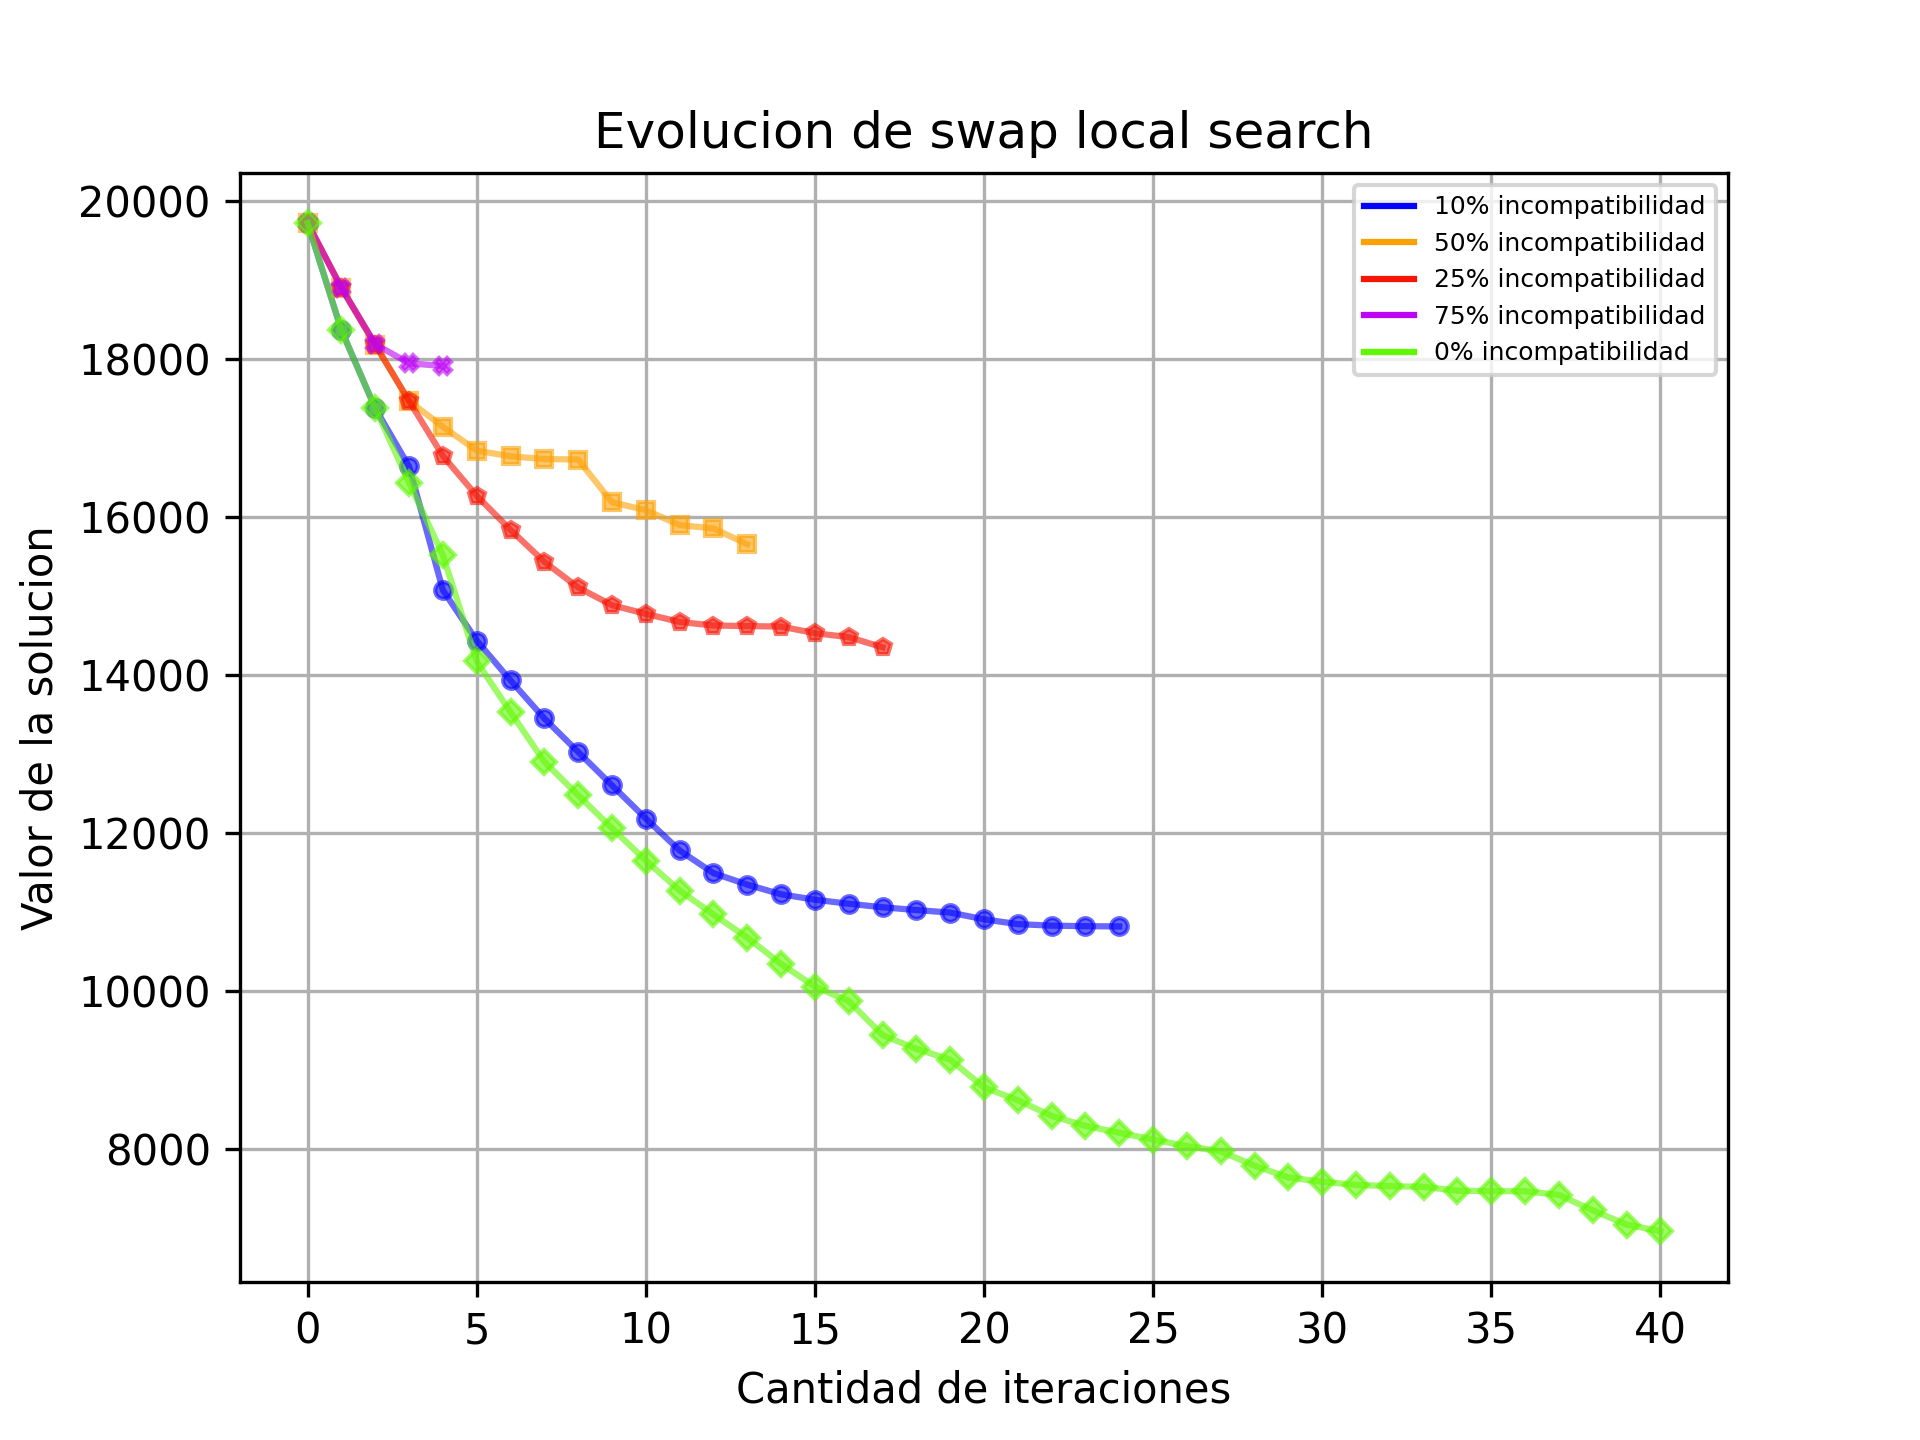 Evolucion de swap local search
20000
18000
16000
14000
12000
10000
8000
Valor de la solucion
10% incompatibilidad
50% incompatibilidad
25% incompatibilidad
75% incompatibilidad
0% incompatibilidad
0 5 10 15 20 25 30 35 40
Cantidad de iteraciones